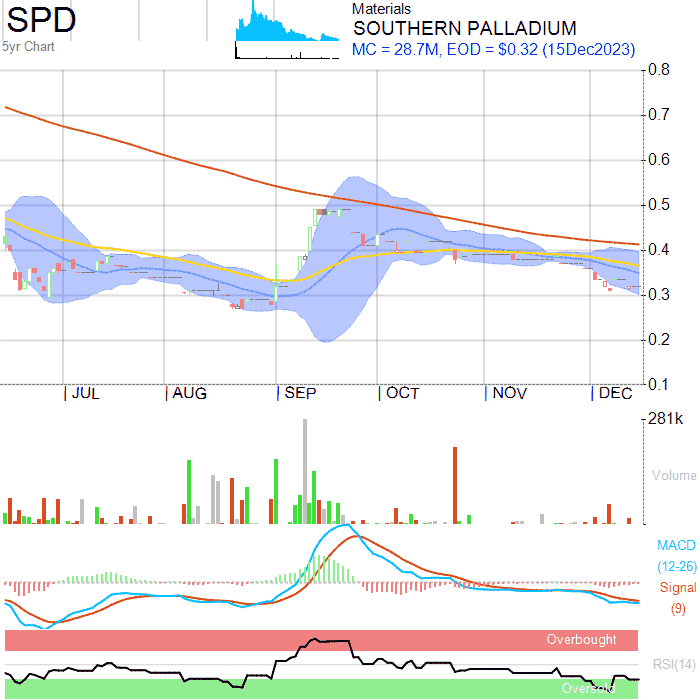 SPD
5yr Chart
Materials
SOUTHERN PALLADIUM
MC = 28.7M, EOD = $0.32 (15Dec2023)
0.8
0.7
0.6
0.5
0.4
0.3
0.2
0.1
JUL AUG SEP OCT NOV DEC
281k
Volume
MACD
(12-26)
Signal
(9)
Overbought
RSI(14)
Oversold